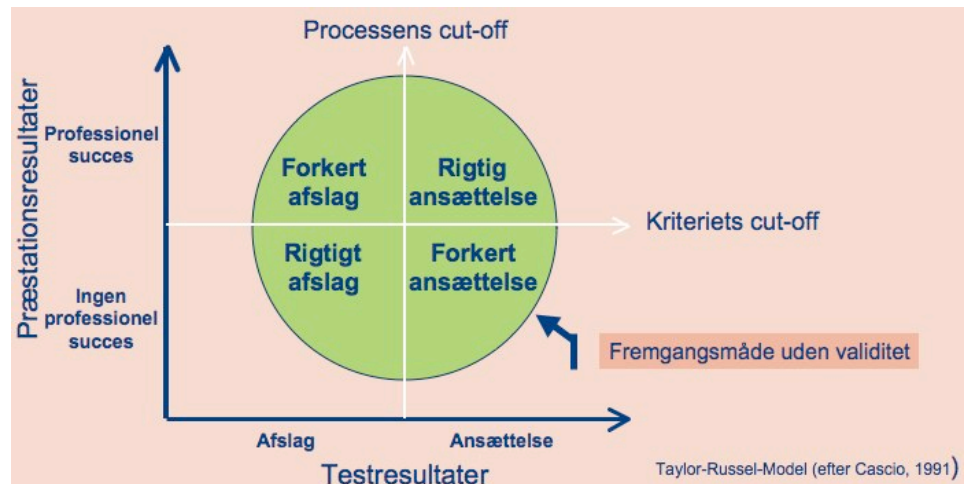 Processens cut-off
Præstationsresultater
Professionel
succes
Forkert
afslag
Rigtig
ansættelse
Kriteriets cut-off
Rigtigt
afslag
Forkert
ansættelse
Ingen
professionel
succes
Fremgangsmåde uden validitet
Afslag
Ansættelse
Testresultater
Taylor-Russel-Model (efter Cascio, 1991)